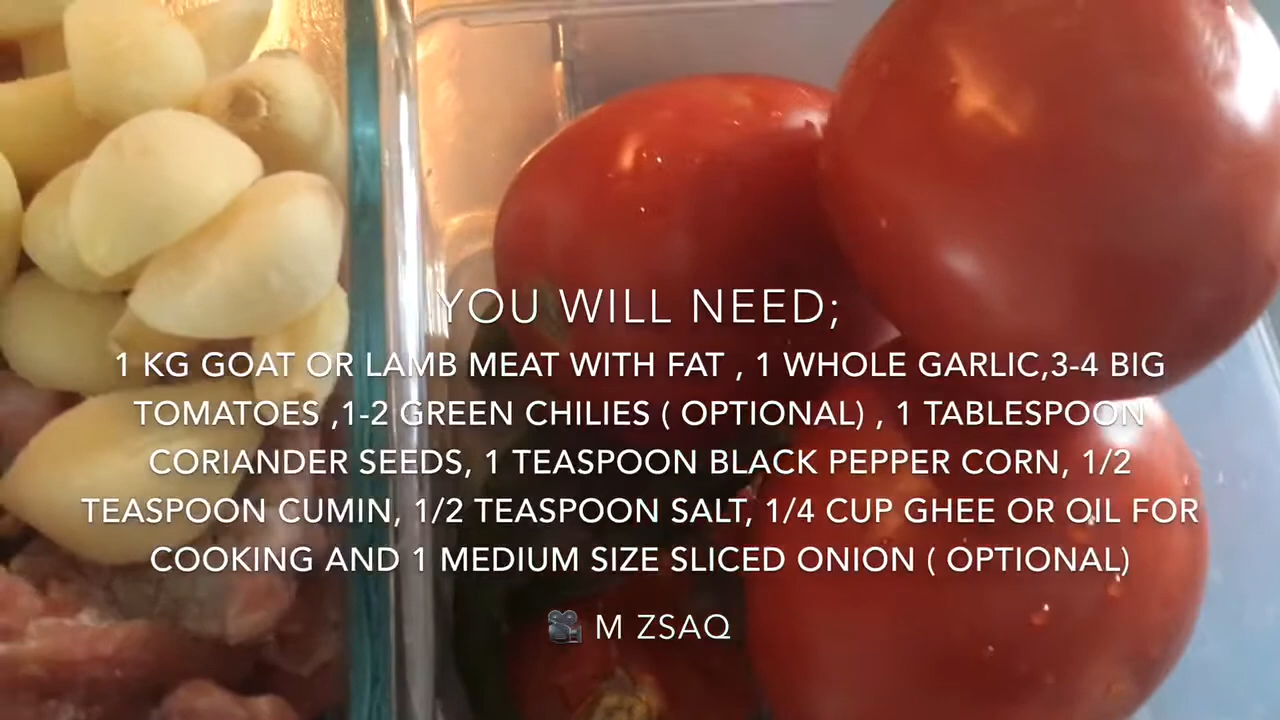 YOU WILL NEED;
1 KG GOAT OR LAMB MEAT WITH FAT , 1 WHOLE GARLIC,3-4 BIG
TOMATOES ,1-2 GREEN CHILIES ( OPTIONAL) , 1 TABLESPOON
CORIANDER SEEDS, 1 TEASPOON BLACK PEPPER CORN, 1/2
TEASPOON CUMIN, 1/2 TEASPOON SALT, 1/4 CUP GHEE OR OIL FOR
COOKING AND 1 MEDIUM SIZE SLICED ONION ( OPTIONAL)
🎥 M ZSAQ